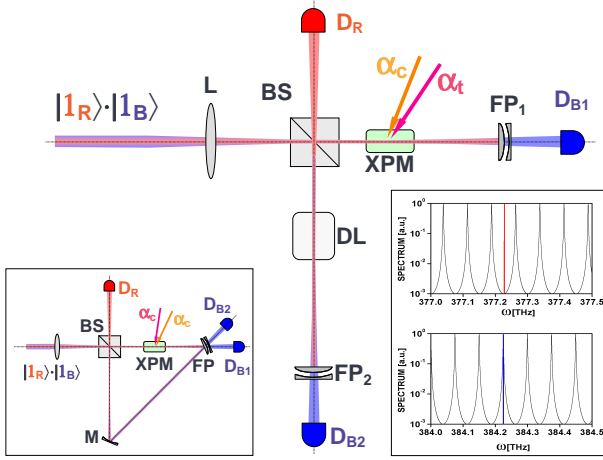 D_R
α_c
α_t
L
BS
|1_R⟩·|1_B⟩
FP_1
D_B1
XPM
DL
FP_2
D_B2
D_R
α_c
α_c
D_B2
BS
XPM
FP
D_B1
|1_R⟩·|1_B⟩
M
SPECTRUM [a.u.]
10^0
10^-1
10^-2
10^-3
377.0 377.1 377.2 377.3 377.4 377.5
ω[THz]
SPECTRUM [a.u.]
10^0
10^-1
10^-2
10^-3
384.0 384.1 384.2 384.3 384.4 384.5
ω[THz]